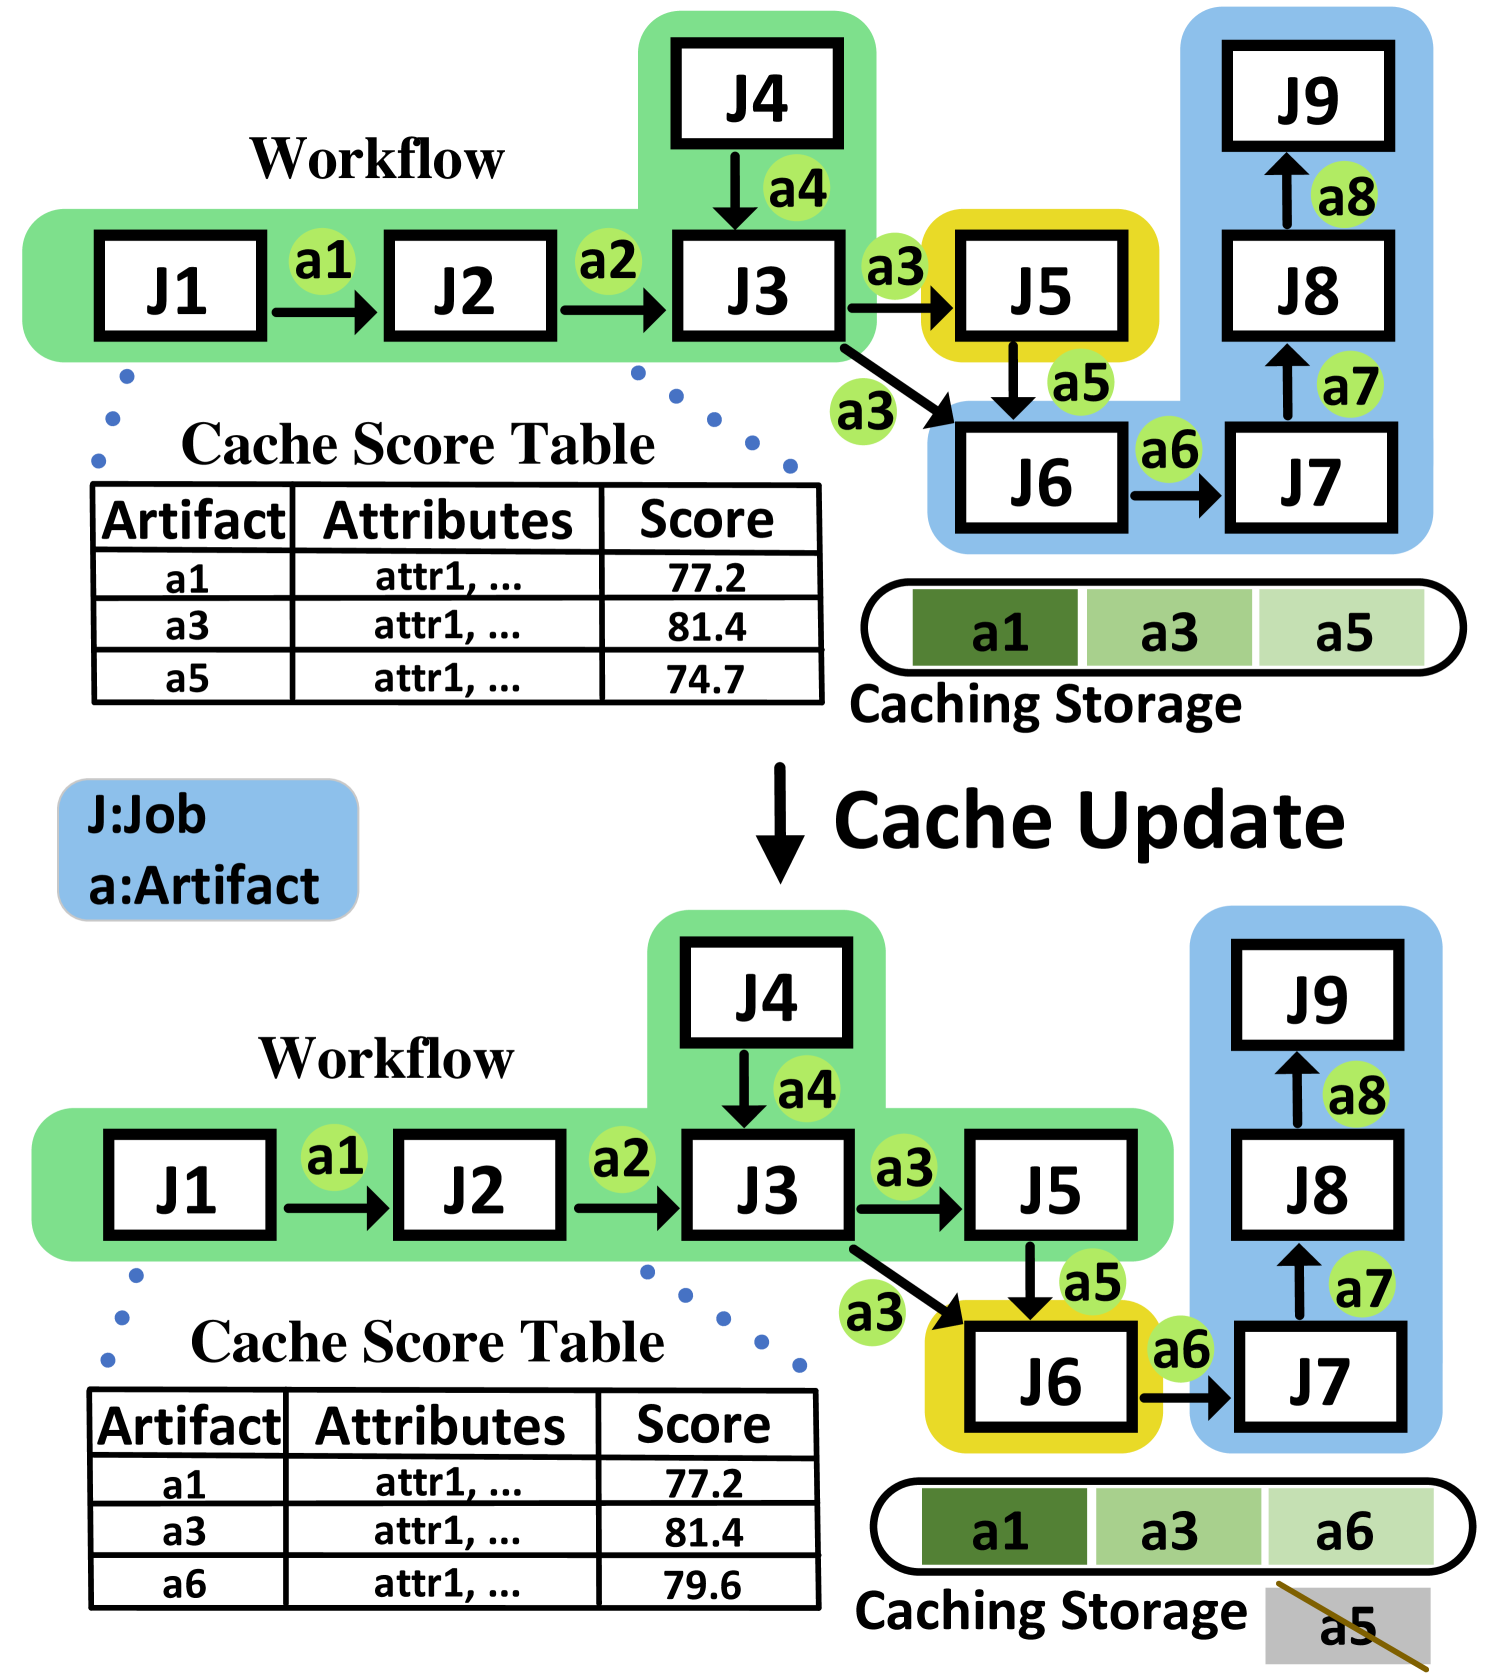 J4
J9
Workflow
a4
a8
J1
a1
J2
a2
J3
a3
J5
J8
a3
a5
a7
Cache Score Table
J6
a6
J7
Artifact Attributes Score
a1 attr1, ... 77.2
a3 attr1, ... 81.4
a5 attr1, ... 74.7
a1 a3 a5
Caching Storage
Cache Update
J:Job
a:Artifact
J4
J9
Workflow
a4
a8
J1
a1
J2
a2
J3
a3
J5
J8
a3
a5
a7
Cache Score Table
J6
a6
J7
Artifact Attributes Score
a1 attr1, ... 77.2
a3 attr1, ... 81.4
a6 attr1, ... 79.6
a1 a3 a6
Caching Storage
a5